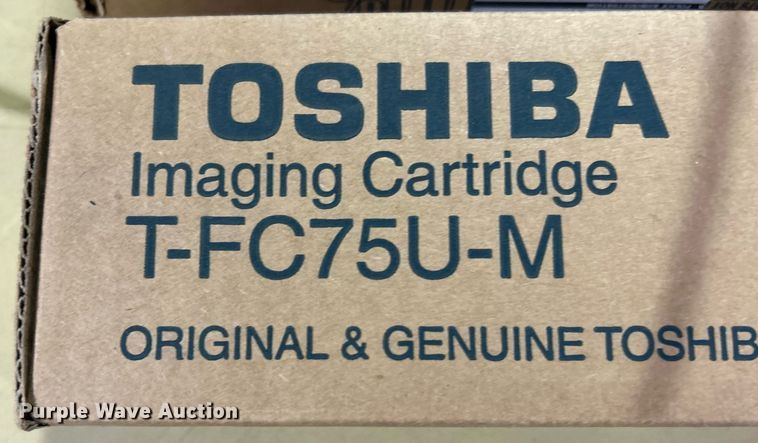 TOSHIBA
Imaging Cartridge
T-FC75U-M
ORIGINAL & GENUINE TOSHIB
Purple Wave Auction